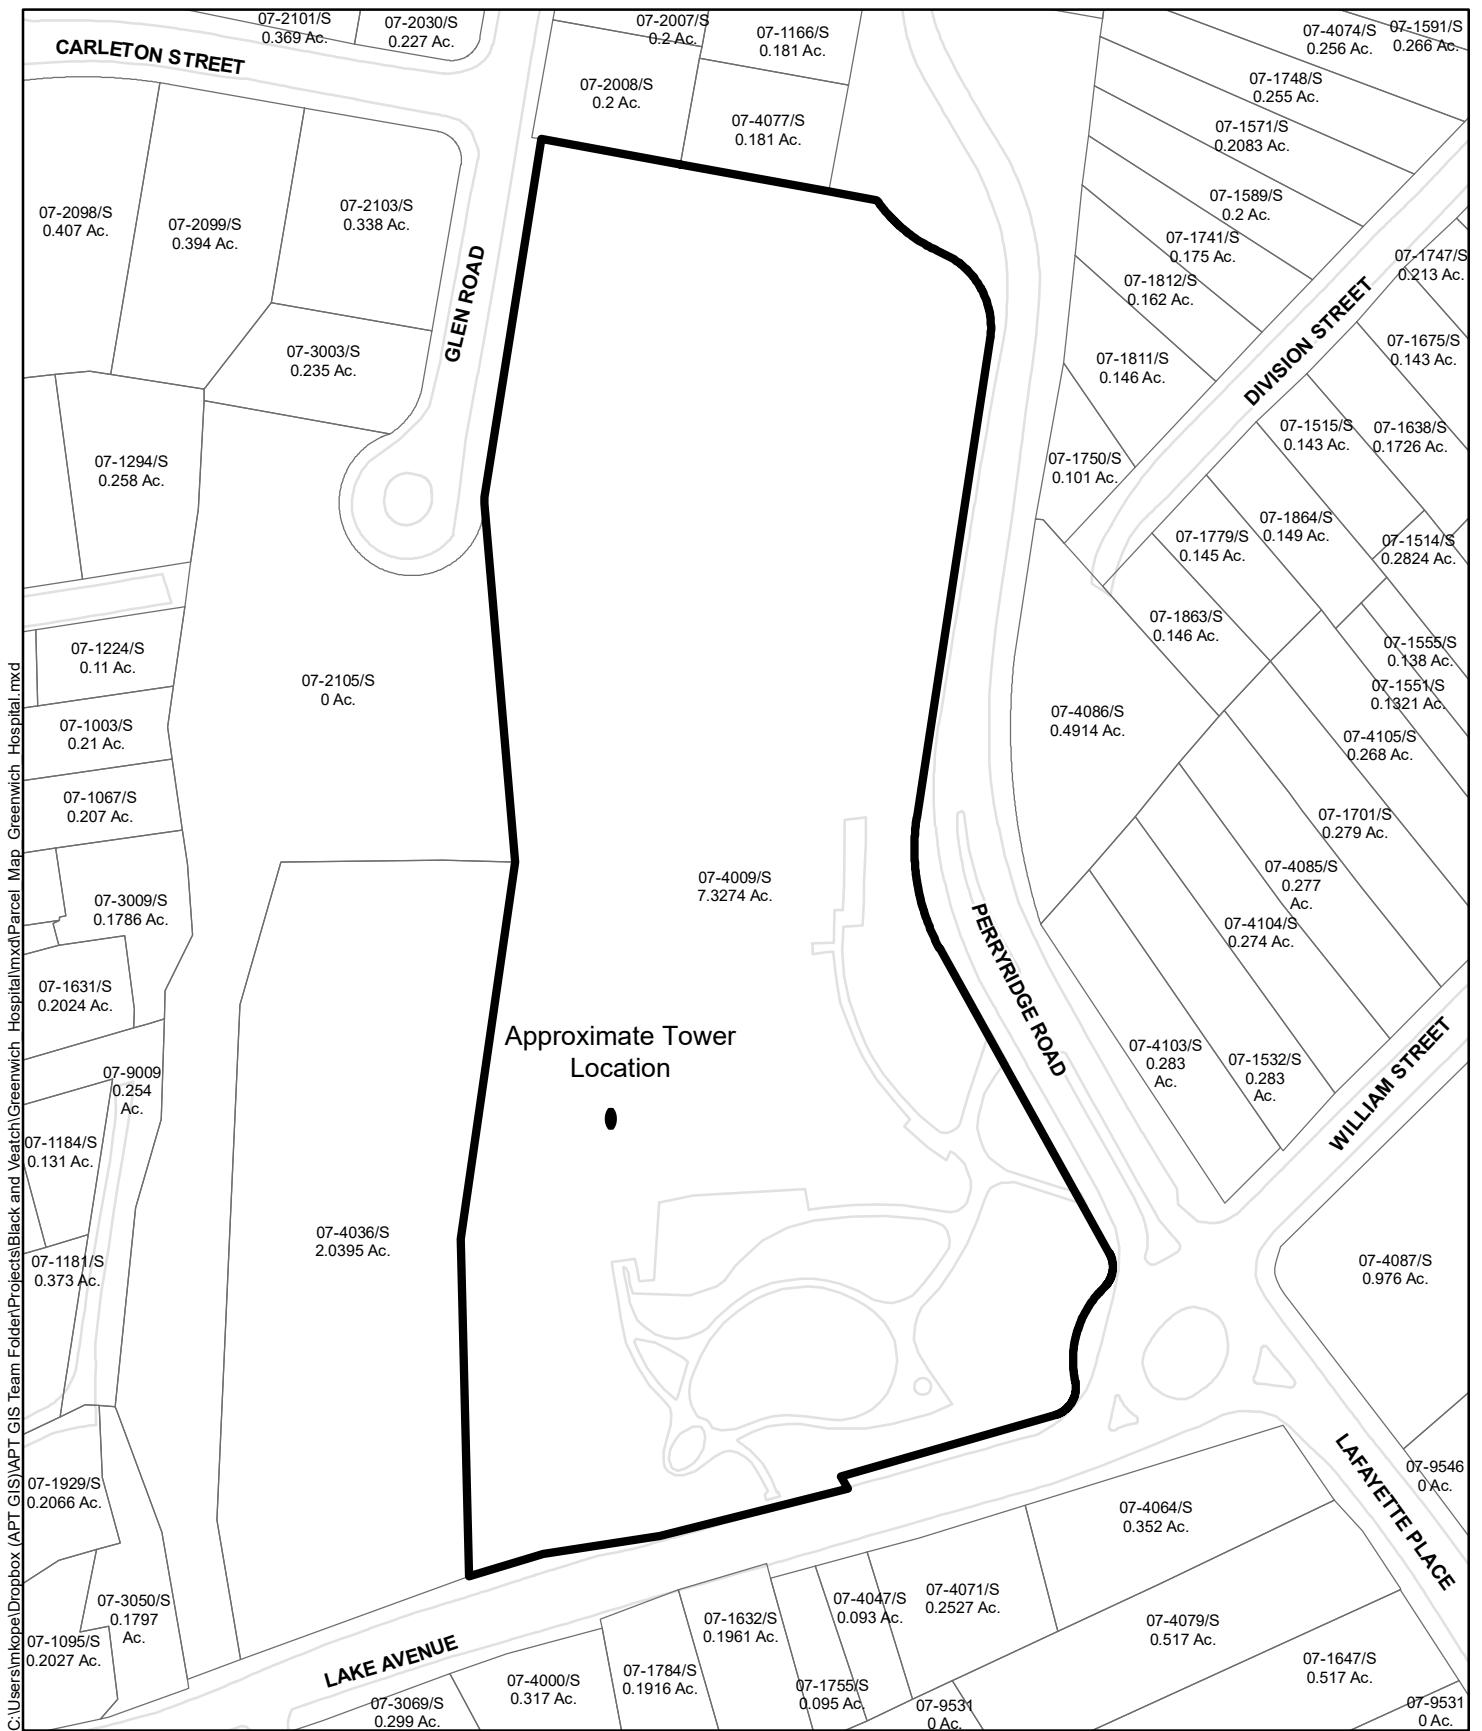 07-2101/S
0.369 Ac.
07-2030/S
0.227 Ac.
07-2007/S
0.2 Ac.
07-1166/S
0.181 Ac.
07-4074/S
0.256 Ac.
07-1591/S
0.266 Ac.
CARLETON STREET
07-2008/S
0.2 Ac.
07-1748/S
0.255 Ac.
07-4077/S
0.181 Ac.
07-1571/S
0.2083 Ac.
07-2098/S
0.407 Ac.
07-2099/S
0.394 Ac.
07-2103/S
0.338 Ac.
07-1589/S
0.2 Ac.
07-1741/S
0.175 Ac.
07-1747/S
0.213 Ac.
07-1812/S
0.162 Ac.
GLEN ROAD
DIVISION STREET
07-3003/S
0.235 Ac.
07-1811/S
0.146 Ac.
07-1675/S
0.143 Ac.
07-1515/S
0.143 Ac.
07-1638/S
0.1726 Ac.
07-1294/S
0.258 Ac.
07-1750/S
0.101 Ac.
07-1864/S
0.149 Ac.
07-1779/S
0.145 Ac.
07-1514/S
0.2824 Ac.
07-1863/S
0.146 Ac.
07-1224/S
0.11 Ac.
07-1555/S
0.138 Ac.
07-2105/S
0 Ac.
07-1551/S
0.1321 Ac.
07-1003/S
0.21 Ac.
07-4086/S
0.4914 Ac.
07-4105/S
0.268 Ac.
07-1067/S
0.207 Ac.
07-1701/S
0.279 Ac.
07-4009/S
7.3274 Ac.
07-4085/S
0.277
Ac.
07-3009/S
0.1786 Ac.
07-4104/S
0.274 Ac.
PERRYRIDGE ROAD
07-1631/S
0.2024 Ac.
Approximate Tower
Location
07-4103/S
0.283
Ac.
07-1532/S
0.283
Ac.
WILLIAM STREET
07-9009
0.254
Ac.
07-1184/S
0.131 Ac.
07-4036/S
2.0395 Ac.
07-1181/S
0.373 Ac.
07-4087/S
0.976 Ac.
07-1929/S
0.2066 Ac.
07-9546
0 Ac.
LAFAYETTE PLACE
07-4064/S
0.352 Ac.
07-3050/S
0.1797
Ac.
07-1095/S
0.2027 Ac.
LAKE AVENUE
07-4047/S
0.093 Ac.
07-4071/S
0.2527 Ac.
07-1632/S
0.1961 Ac.
07-4079/S
0.517 Ac.
07-1784/S
0.1916 Ac.
07-4000/S
0.317 Ac.
07-1647/S
0.517 Ac.
07-1755/S
0.095 Ac.
07-3069/S
0.299 Ac.
07-9531
0 Ac.
07-9531
0 Ac.
C:\Users\mkope\Dropbox (APT GIS)\APT GIS Team Folder\Projects\Black and Veatch\Greenwich_Hospital\mxd\Parcel_Map_Greenwich_Hospital.mxd